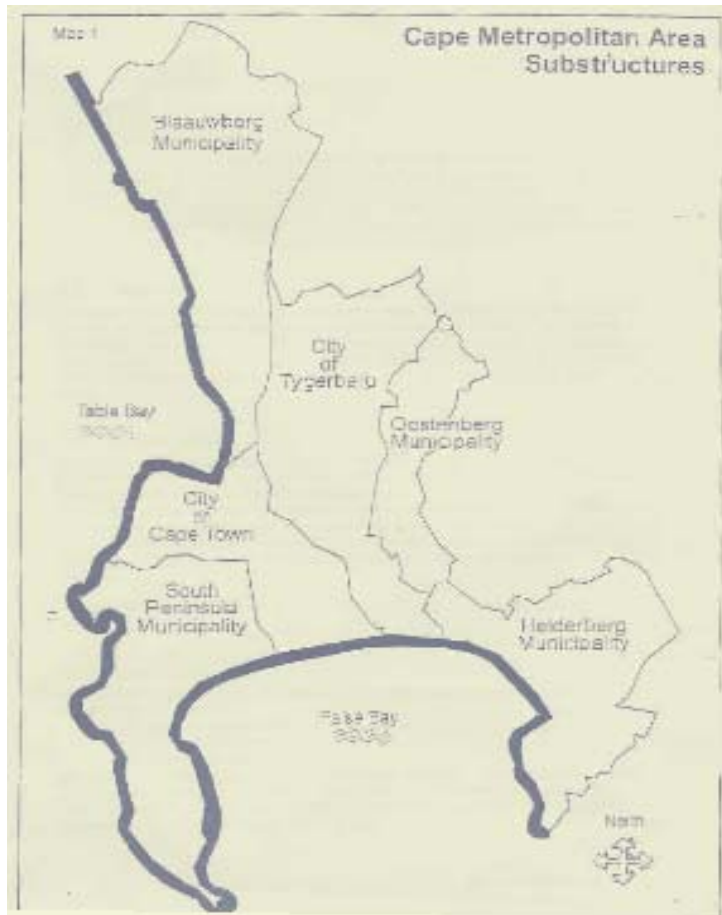 Map 1
Cape Metropolitan Area
Substructures
Blaauwberg
Municipality
City
of
Tygerberg
Table Bay
Oostenberg
Municipality
City
of
Cape Town
South
Peninsula
Municipality
Helderberg
Municipality
False Bay
North